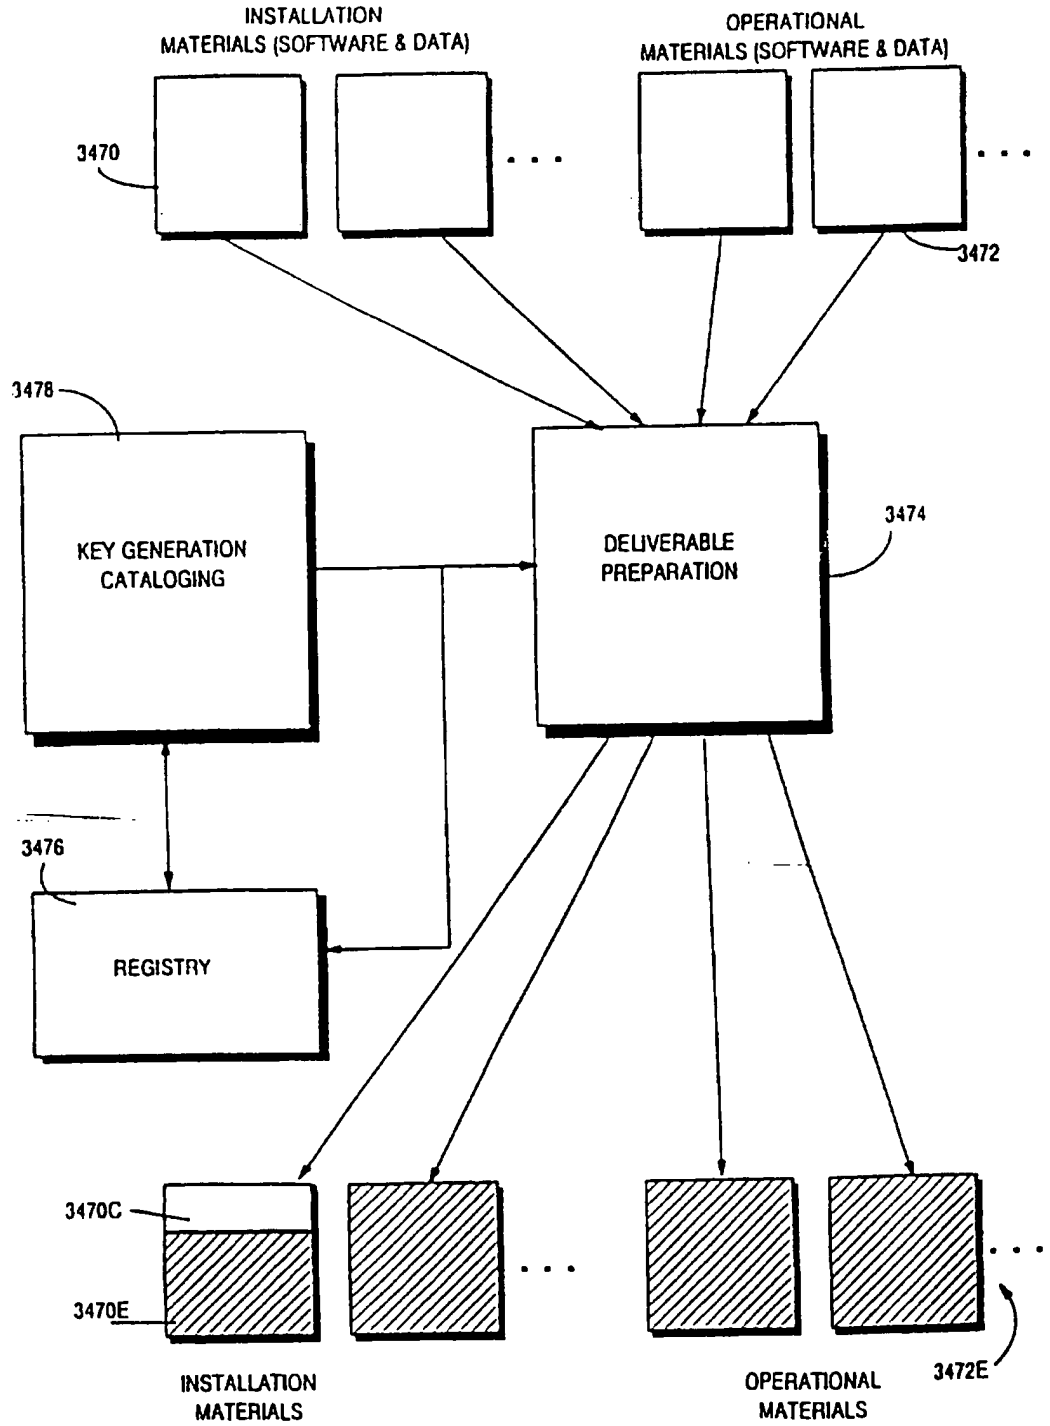 INSTALLATION
MATERIALS (SOFTWARE & DATA)
OPERATIONAL
MATERIALS (SOFTWARE & DATA)
3470
3472
3478
KEY GENERATION
CATALOGING
DELIVERABLE
PREPARATION
3474
3476
REGISTRY
3470C
3470E
3472E
INSTALLATION
MATERIALS
OPERATIONAL
MATERIALS